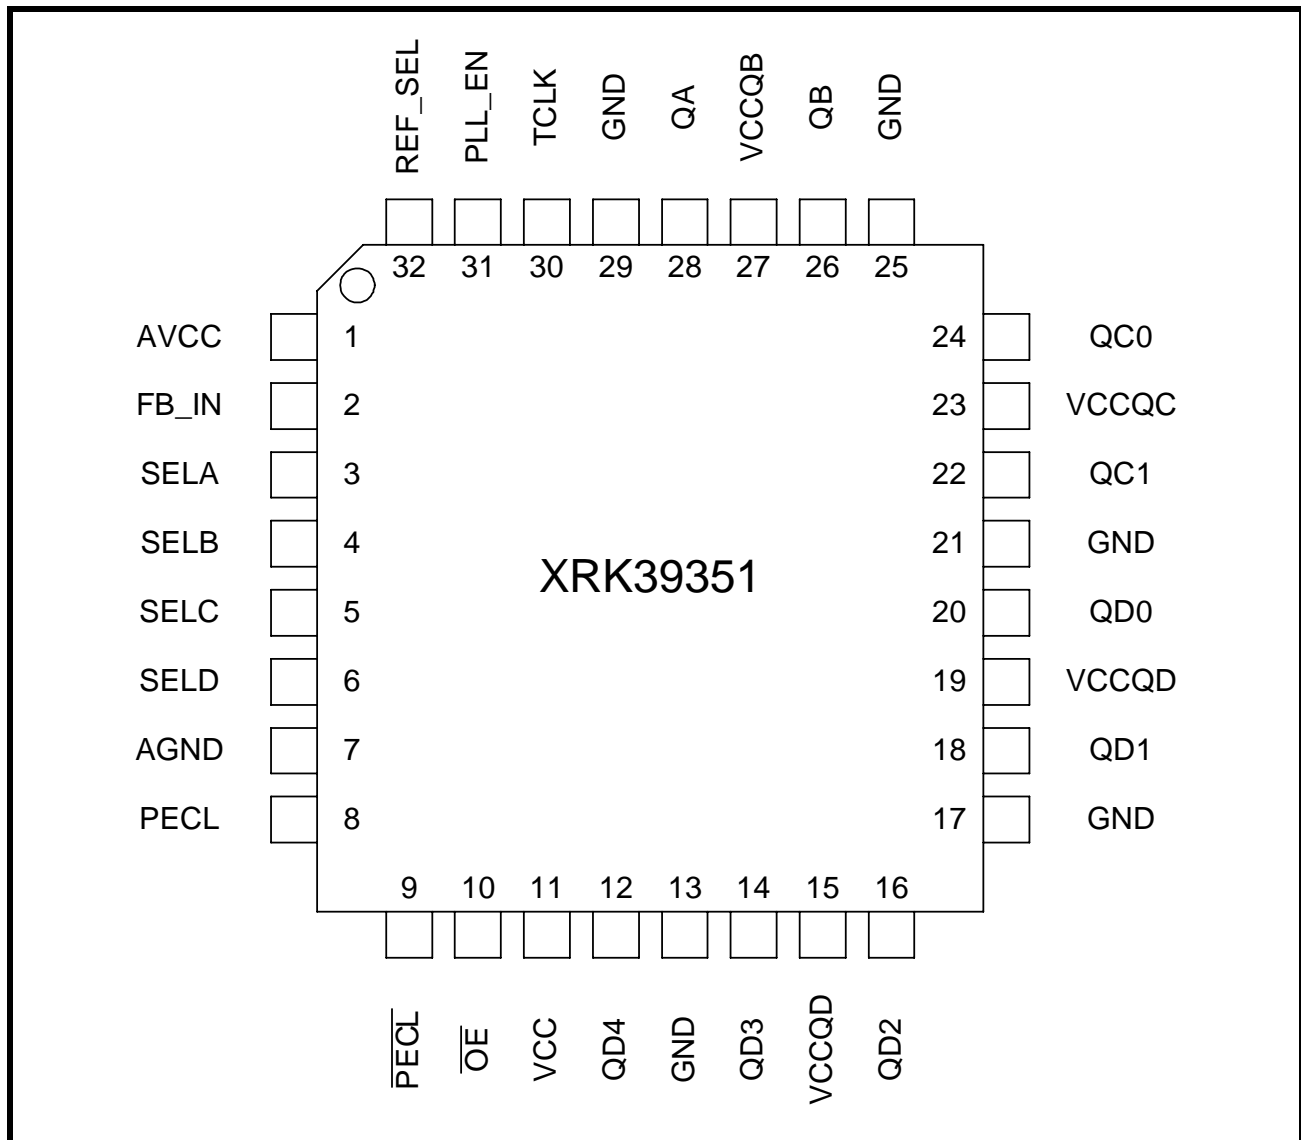 REF_SEL
PLL_EN
TCLK
GND
QA
VCCQB
QB
GND
32 31 30 29 28 27 26 25
AVCC 1 24 QC0
FB_IN 2 23 VCCQC
SELA 3 22 QC1
SELB 4 21 GND
XRK39351
SELC 5 20 QD0
SELD 6 19 VCCQD
AGND 7 18 QD1
PECL 8 17 GND
9 10 11 12 13 14 15 16
P̅E̅C̅L̅
O̅E̅
VCC
QD4
GND
QD3
VCCQD
QD2